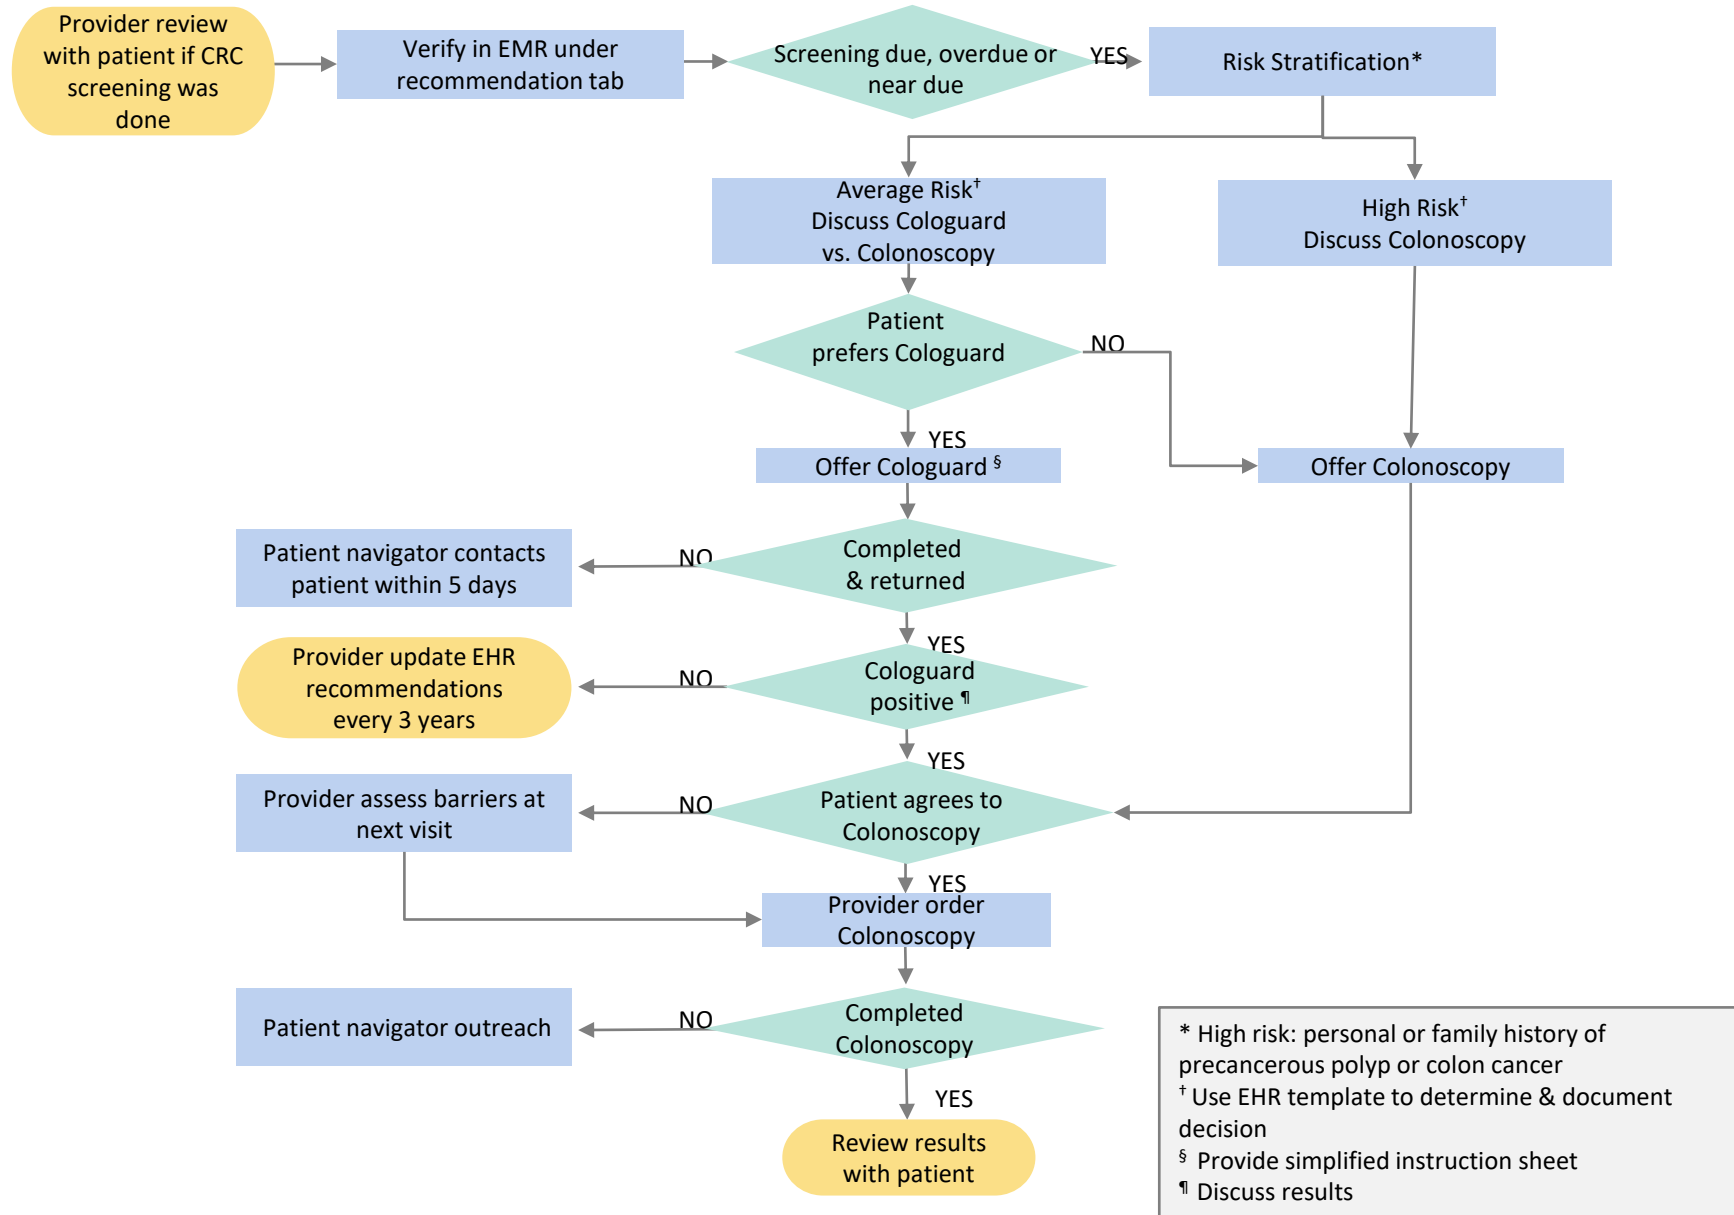 Provider review
with patient if CRC
screening was
done
Verify in EMR under
recommendation tab
Screening due, overdue or
near due
YES
Risk Stratification*
Average Risk†
Discuss Cologuard
vs. Colonoscopy
High Risk†
Discuss Colonoscopy
Patient
prefers Cologuard
NO
YES
Offer Cologuard §
Offer Colonoscopy
Completed
& returned
NO
Patient navigator contacts
patient within 5 days
YES
Cologuard
positive ¶
NO
Provider update EHR
recommendations
every 3 years
YES
Patient agrees to
Colonoscopy
NO
Provider assess barriers at
next visit
YES
Provider order
Colonoscopy
Completed
Colonoscopy
NO
Patient navigator outreach
YES
Review results
with patient
* High risk: personal or family history of
precancerous polyp or colon cancer
† Use EHR template to determine & document
decision
§ Provide simplified instruction sheet
¶ Discuss results